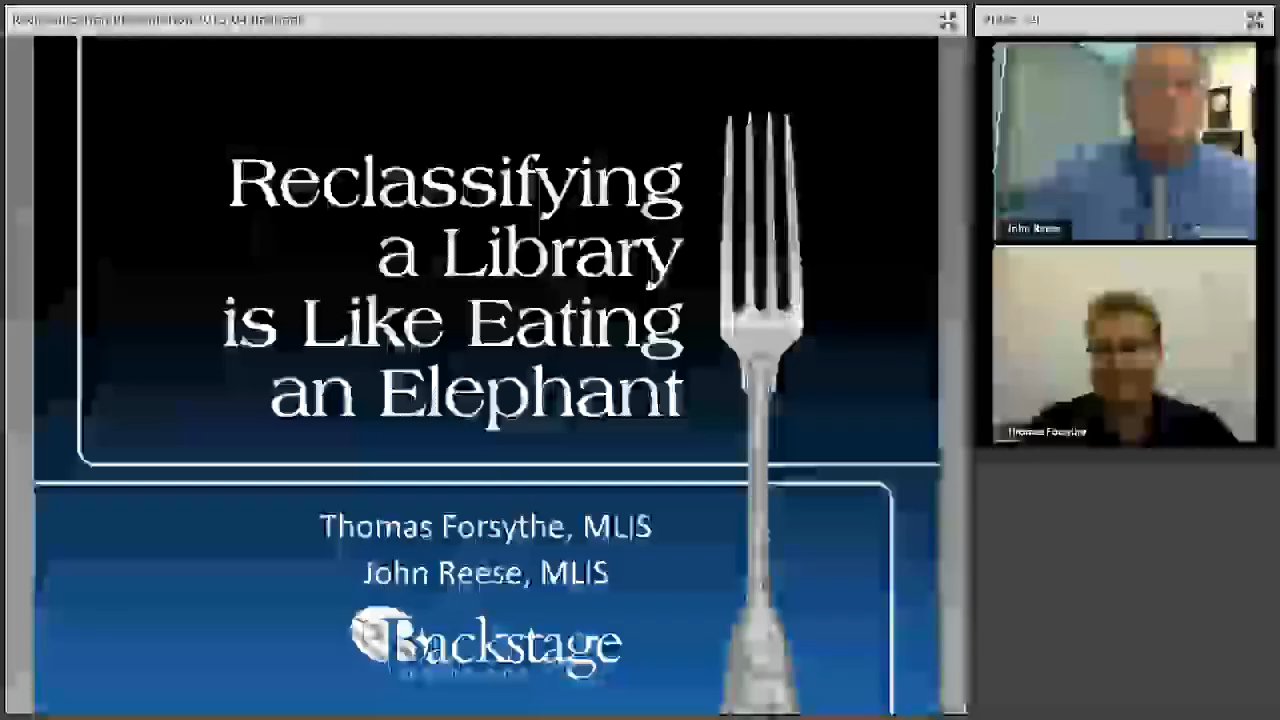 Reclassifying
a Library
is Like Eating
an Elephant
Thomas Forsythe, MLIS
John Reese, MLIS
Backstage
John Reese
Thomas Forsythe